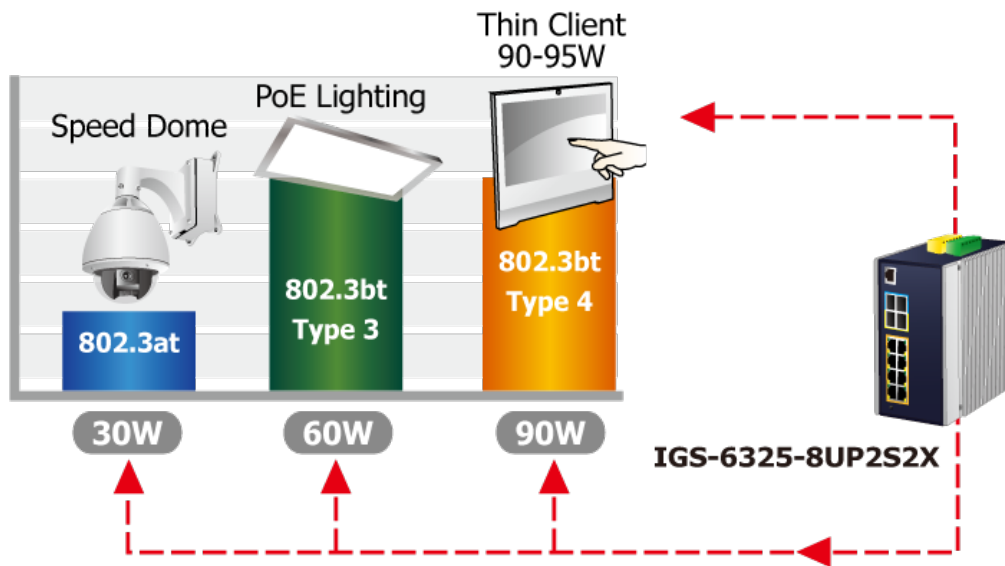 Thin Client
90-95W
PoE Lighting
Speed Dome
802.3at
802.3bt
Type 3
802.3bt
Type 4
30W
60W
90W
IGS-6325-8UP2S2X